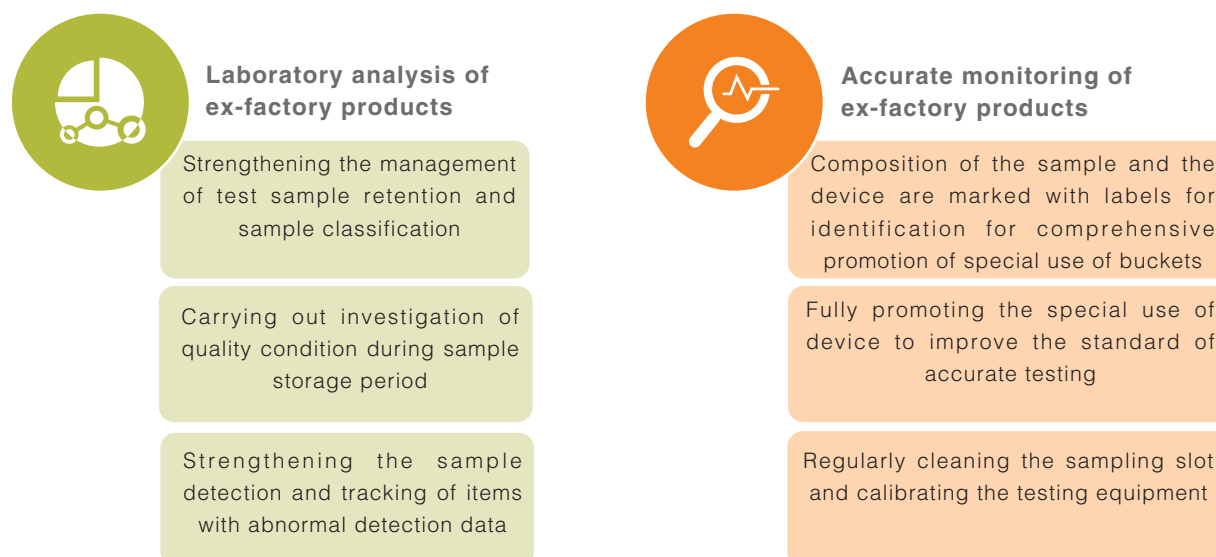 Laboratory analysis of
ex-factory products
Strengthening the management
of test sample retention and
sample classification
Carrying out investigation of
quality condition during sample
storage period
Strengthening the sample
detection and tracking of items
with abnormal detection data
Accurate monitoring of
ex-factory products
Composition of the sample and the
device are marked with labels for
identification for comprehensive
promotion of special use of buckets
Fully promoting the special use of
device to improve the standard of
accurate testing
Regularly cleaning the sampling slot
and calibrating the testing equipment